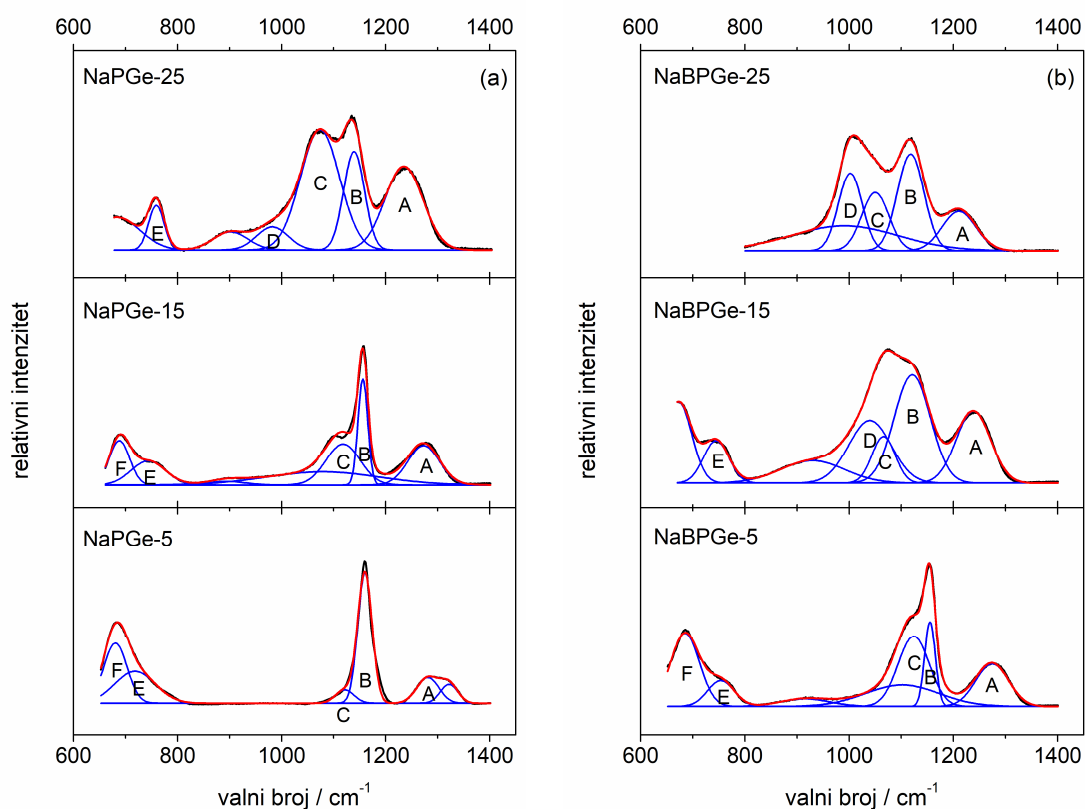 600 800 1000 1200 1400
NaPGe-25 (a)
E D C B A
NaPGe-15
F E C B A
NaPGe-5
F E C B A
600 800 1000 1200 1400
relativni intenzitet
valni broj / cm⁻¹
600 800 1000 1200 1400
NaBPGe-25 (b)
D C B A
NaBPGe-15
E D C B A
NaBPGe-5
F E C B A
600 800 1000 1200 1400
relativni intenzitet
valni broj / cm⁻¹